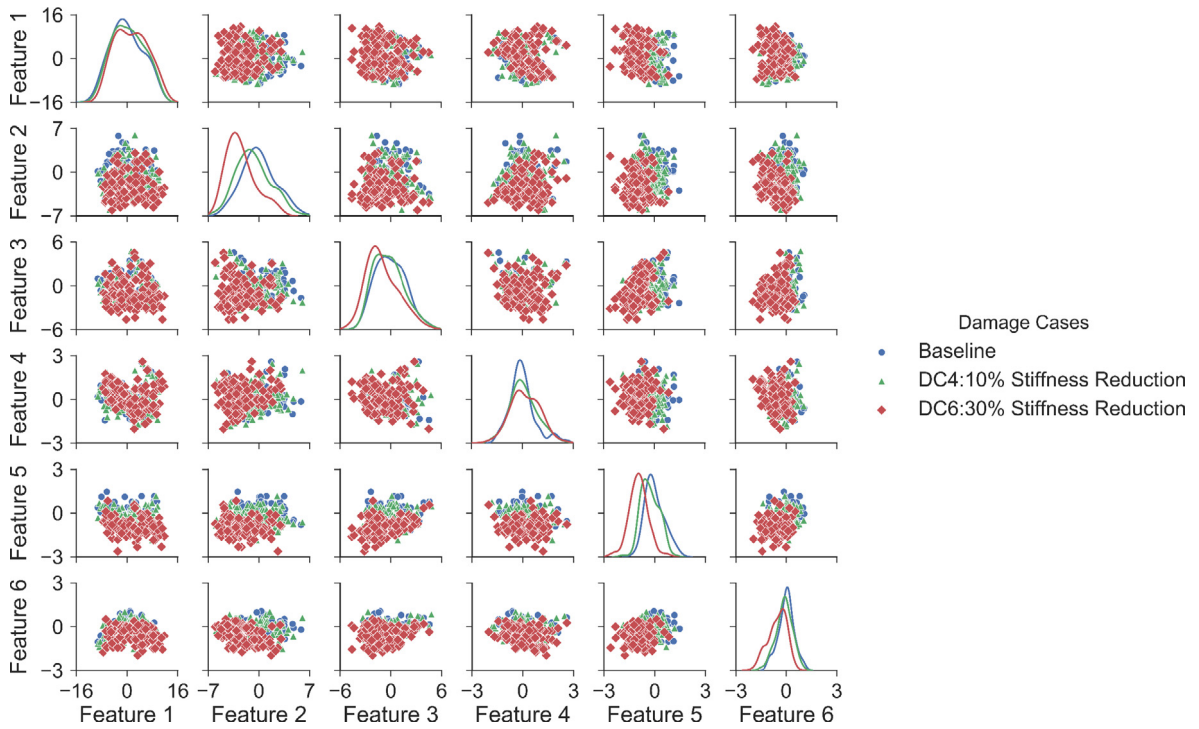 Feature 1
16
0
−16
Feature 2
7
0
−7
Feature 3
6
0
−6
Feature 4
3
0
−3
Feature 5
3
0
−3
Feature 6
3
0
−3
−16 0 16 −7 0 7 −6 0 6 −3 0 3 −3 0 3 −3 0 3
Feature 1 Feature 2 Feature 3 Feature 4 Feature 5 Feature 6
Damage Cases
Baseline
DC4:10% Stiffness Reduction
DC6:30% Stiffness Reduction